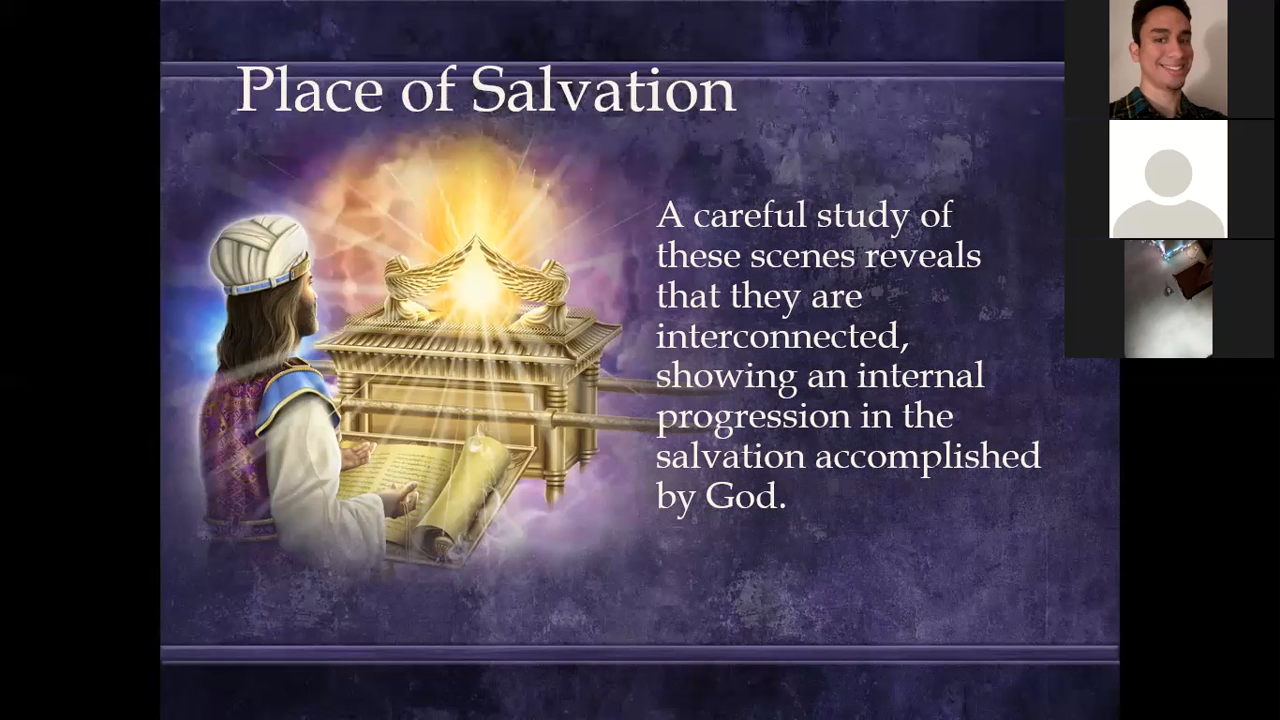 Place of Salvation
A careful study of
these scenes reveals
that they are
interconnected,
showing an internal
progression in the
salvation accomplished
by God.